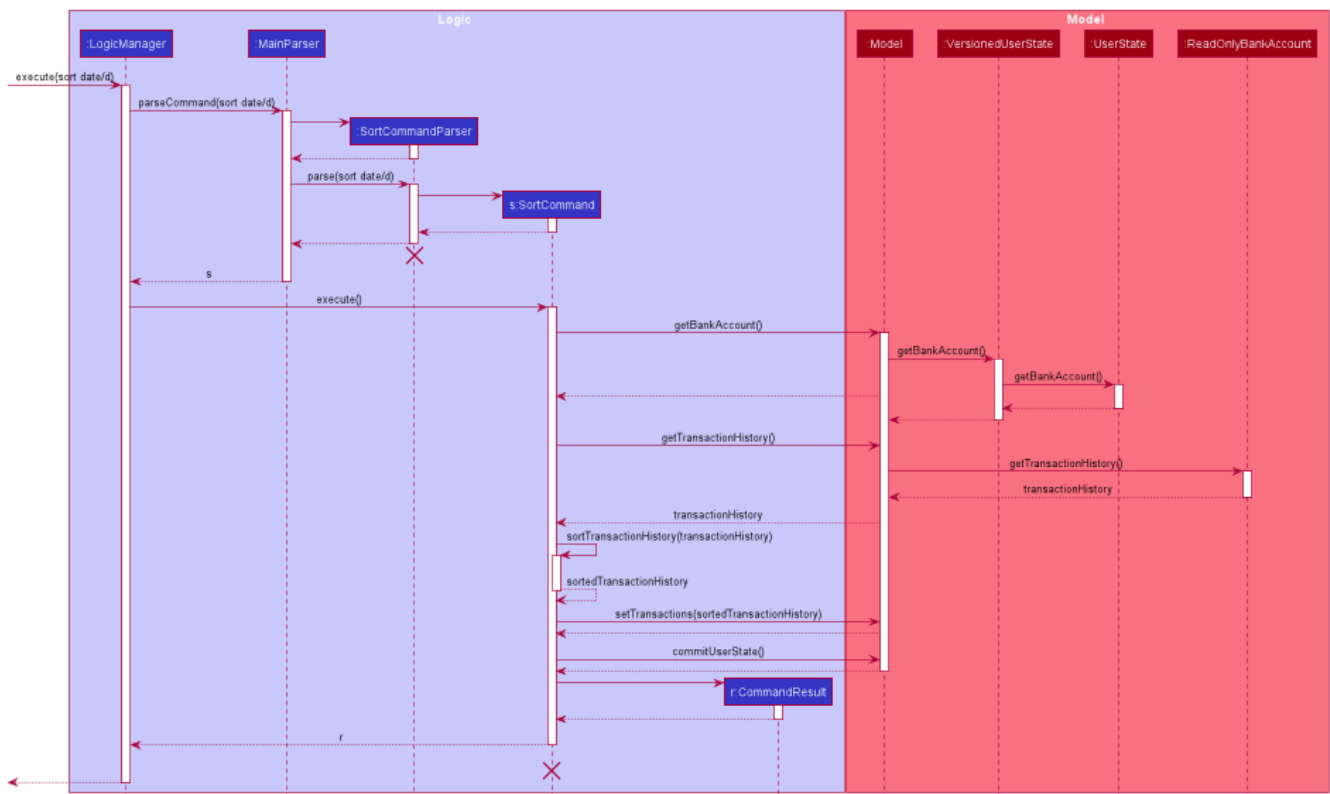 Logic
Model
:LogicManager
:MainParser
:Model
:VersionedUserState
:UserState
:ReadOnlyBankAccount
execute(sort date/d)
parseCommand(sort date/d)
:SortCommandParser
parse(sort date/d)
s:SortCommand
s
execute()
getBankAccount()
getBankAccount()
getBankAccount()
getTransactionHistory()
getTransactionHistory()
transactionHistory
transactionHistory
sortTransactionHistory(transactionHistory)
sortedTransactionHistory
setTransactions(sortedTransactionHistory)
commitUserState()
r:CommandResult
r